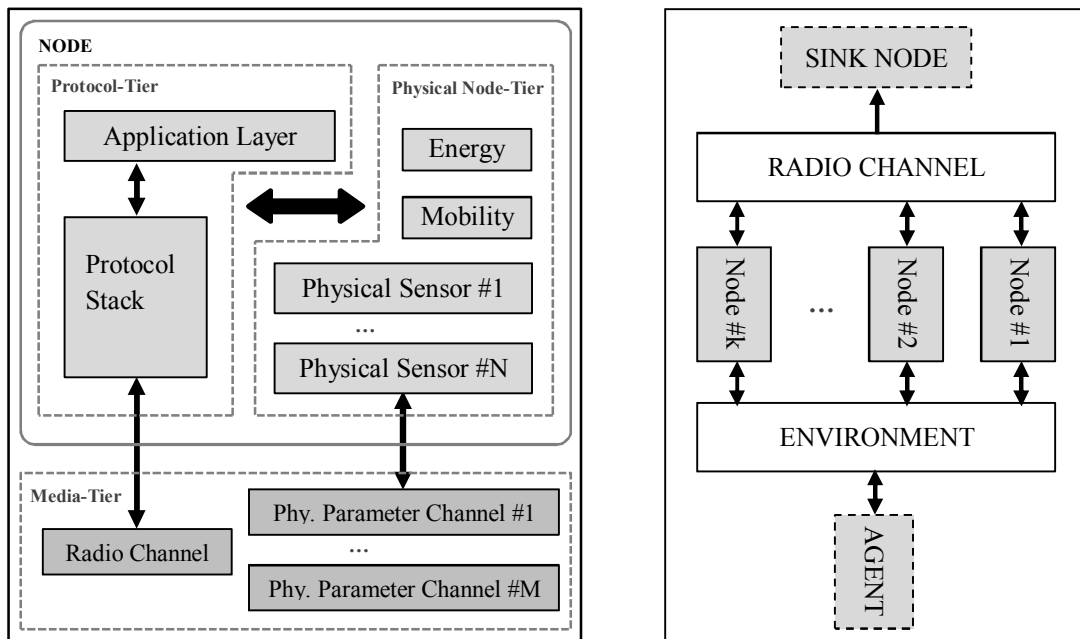 NODE
Protocol-Tier
Application Layer
Protocol
Stack
Physical Node-Tier
Energy
Mobility
Physical Sensor #1
...
Physical Sensor #N
Media-Tier
Radio Channel
Phy. Parameter Channel #1
...
Phy. Parameter Channel #M
SINK NODE
RADIO CHANNEL
Node #k
...
Node #2
Node #1
ENVIRONMENT
AGENT